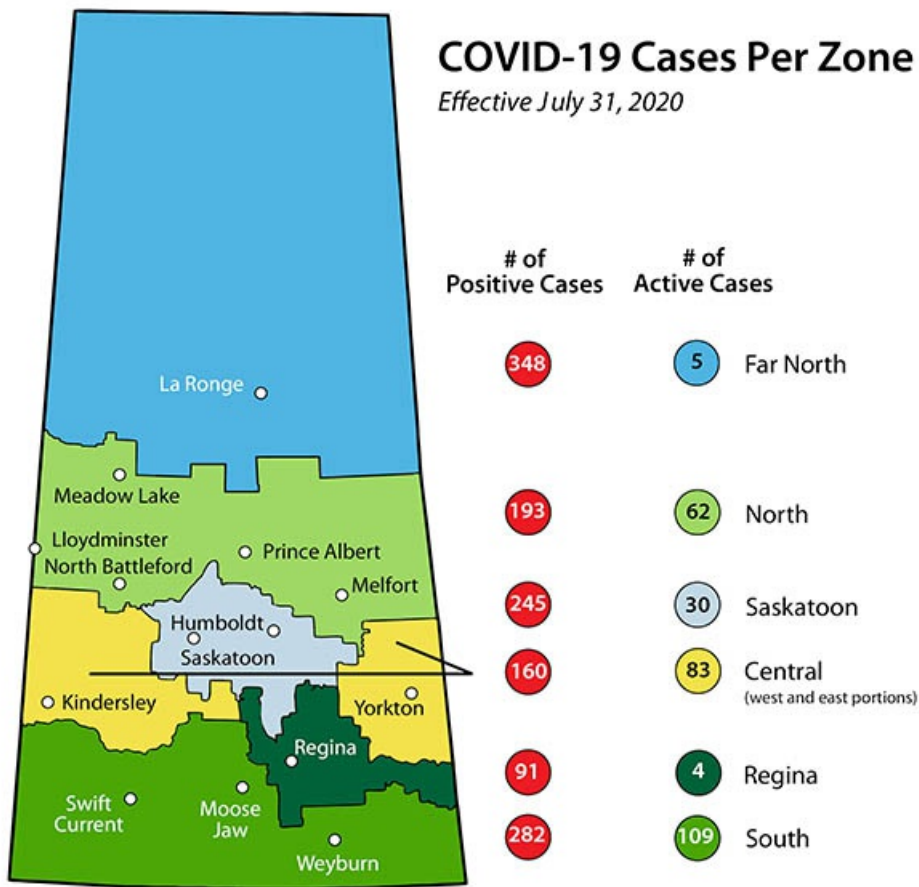 COVID-19 Cases Per Zone
Effective July 31, 2020
# of
Positive Cases
# of
Active Cases
348
5
Far North
193
62
North
245
30
Saskatoon
160
83
Central
(west and east portions)
91
4
Regina
282
109
South
La Ronge
Meadow Lake
Lloydminster
North Battleford
Prince Albert
Melfort
Humboldt
Saskatoon
Kindersley
Yorkton
Regina
Swift
Current
Moose
Jaw
Weyburn